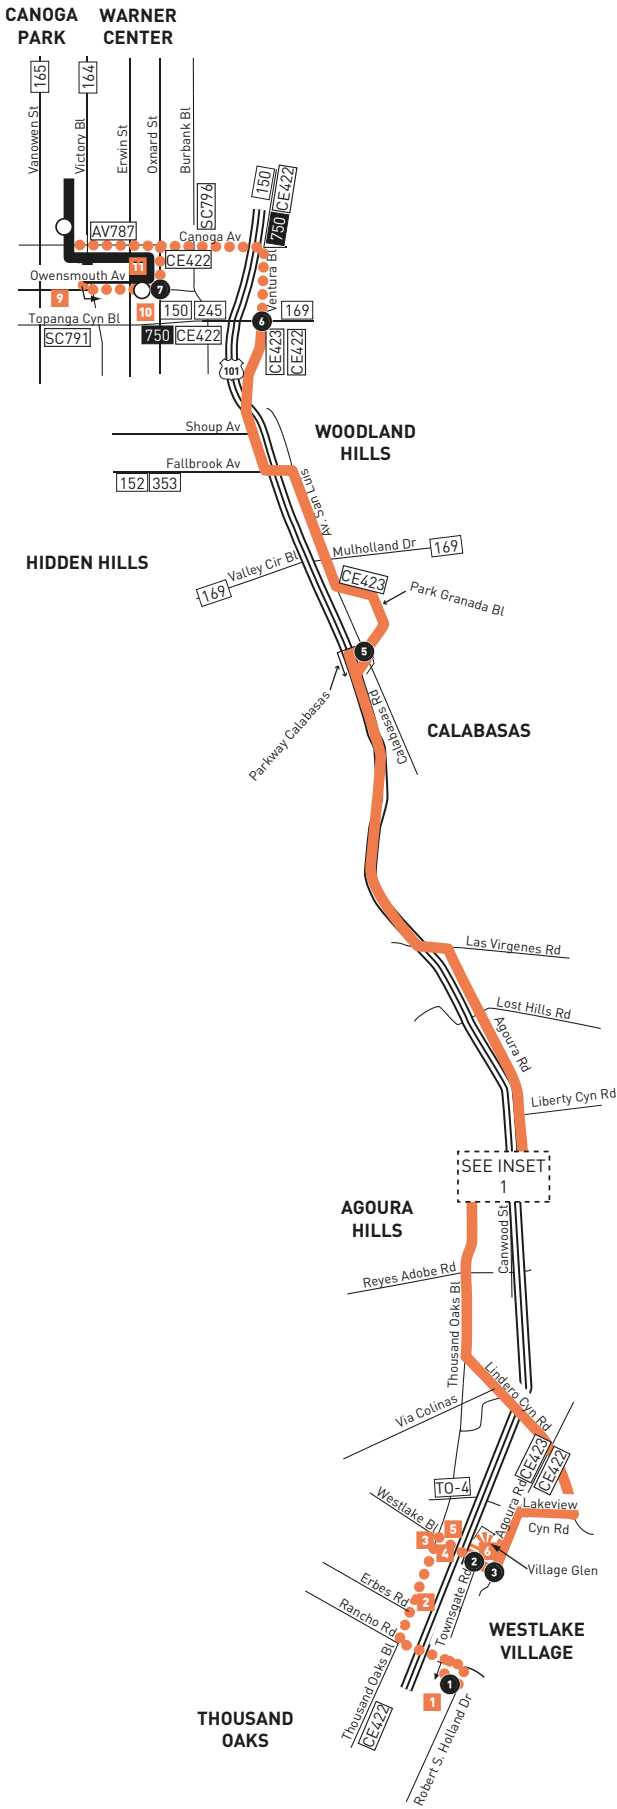 CANOGA
PARK
WARNER
CENTER
165
164
Vanowen St
Victory Bl
Erwin St
Oxnard St
Burbank Bl
SC796
150
CE422
750
AV787
Canoga Av
CE422
11
Owensmouth Av
9
10
7
Ventura Bl
150
245
169
Topanga Cyn Bl
6
SC791
750
CE422
CE423
CE422
101
Shoup Av
WOODLAND
HILLS
Fallbrook Av
152
353
Av. San Luis
HIDDEN HILLS
Valley Cir Bl
Mulholland Dr
169
169
CE423
Park Granada Bl
5
Parkway Calabasas
Calabasas Rd
CALABASAS
Las Virgenes Rd
Lost Hills Rd
Agoura Rd
Liberty Cyn Rd
SEE INSET
1
AGOURA
HILLS
Canwood St
Reyes Adobe Rd
Thousand Oaks Bl
Lindero Cyn Rd
Via Colinas
CE423
CE422
TO-4
Agoura Rd
Lakeview
Cyn Rd
Westlake Bl
5
3
4
6
2
3
Village Glen
Erbes Rd
2
Townsgate Rd
Rancho Rd
WESTLAKE
VILLAGE
Thousand Oaks Bl
1
1
THOUSAND
OAKS
CE422
Robert S. Holland Dr